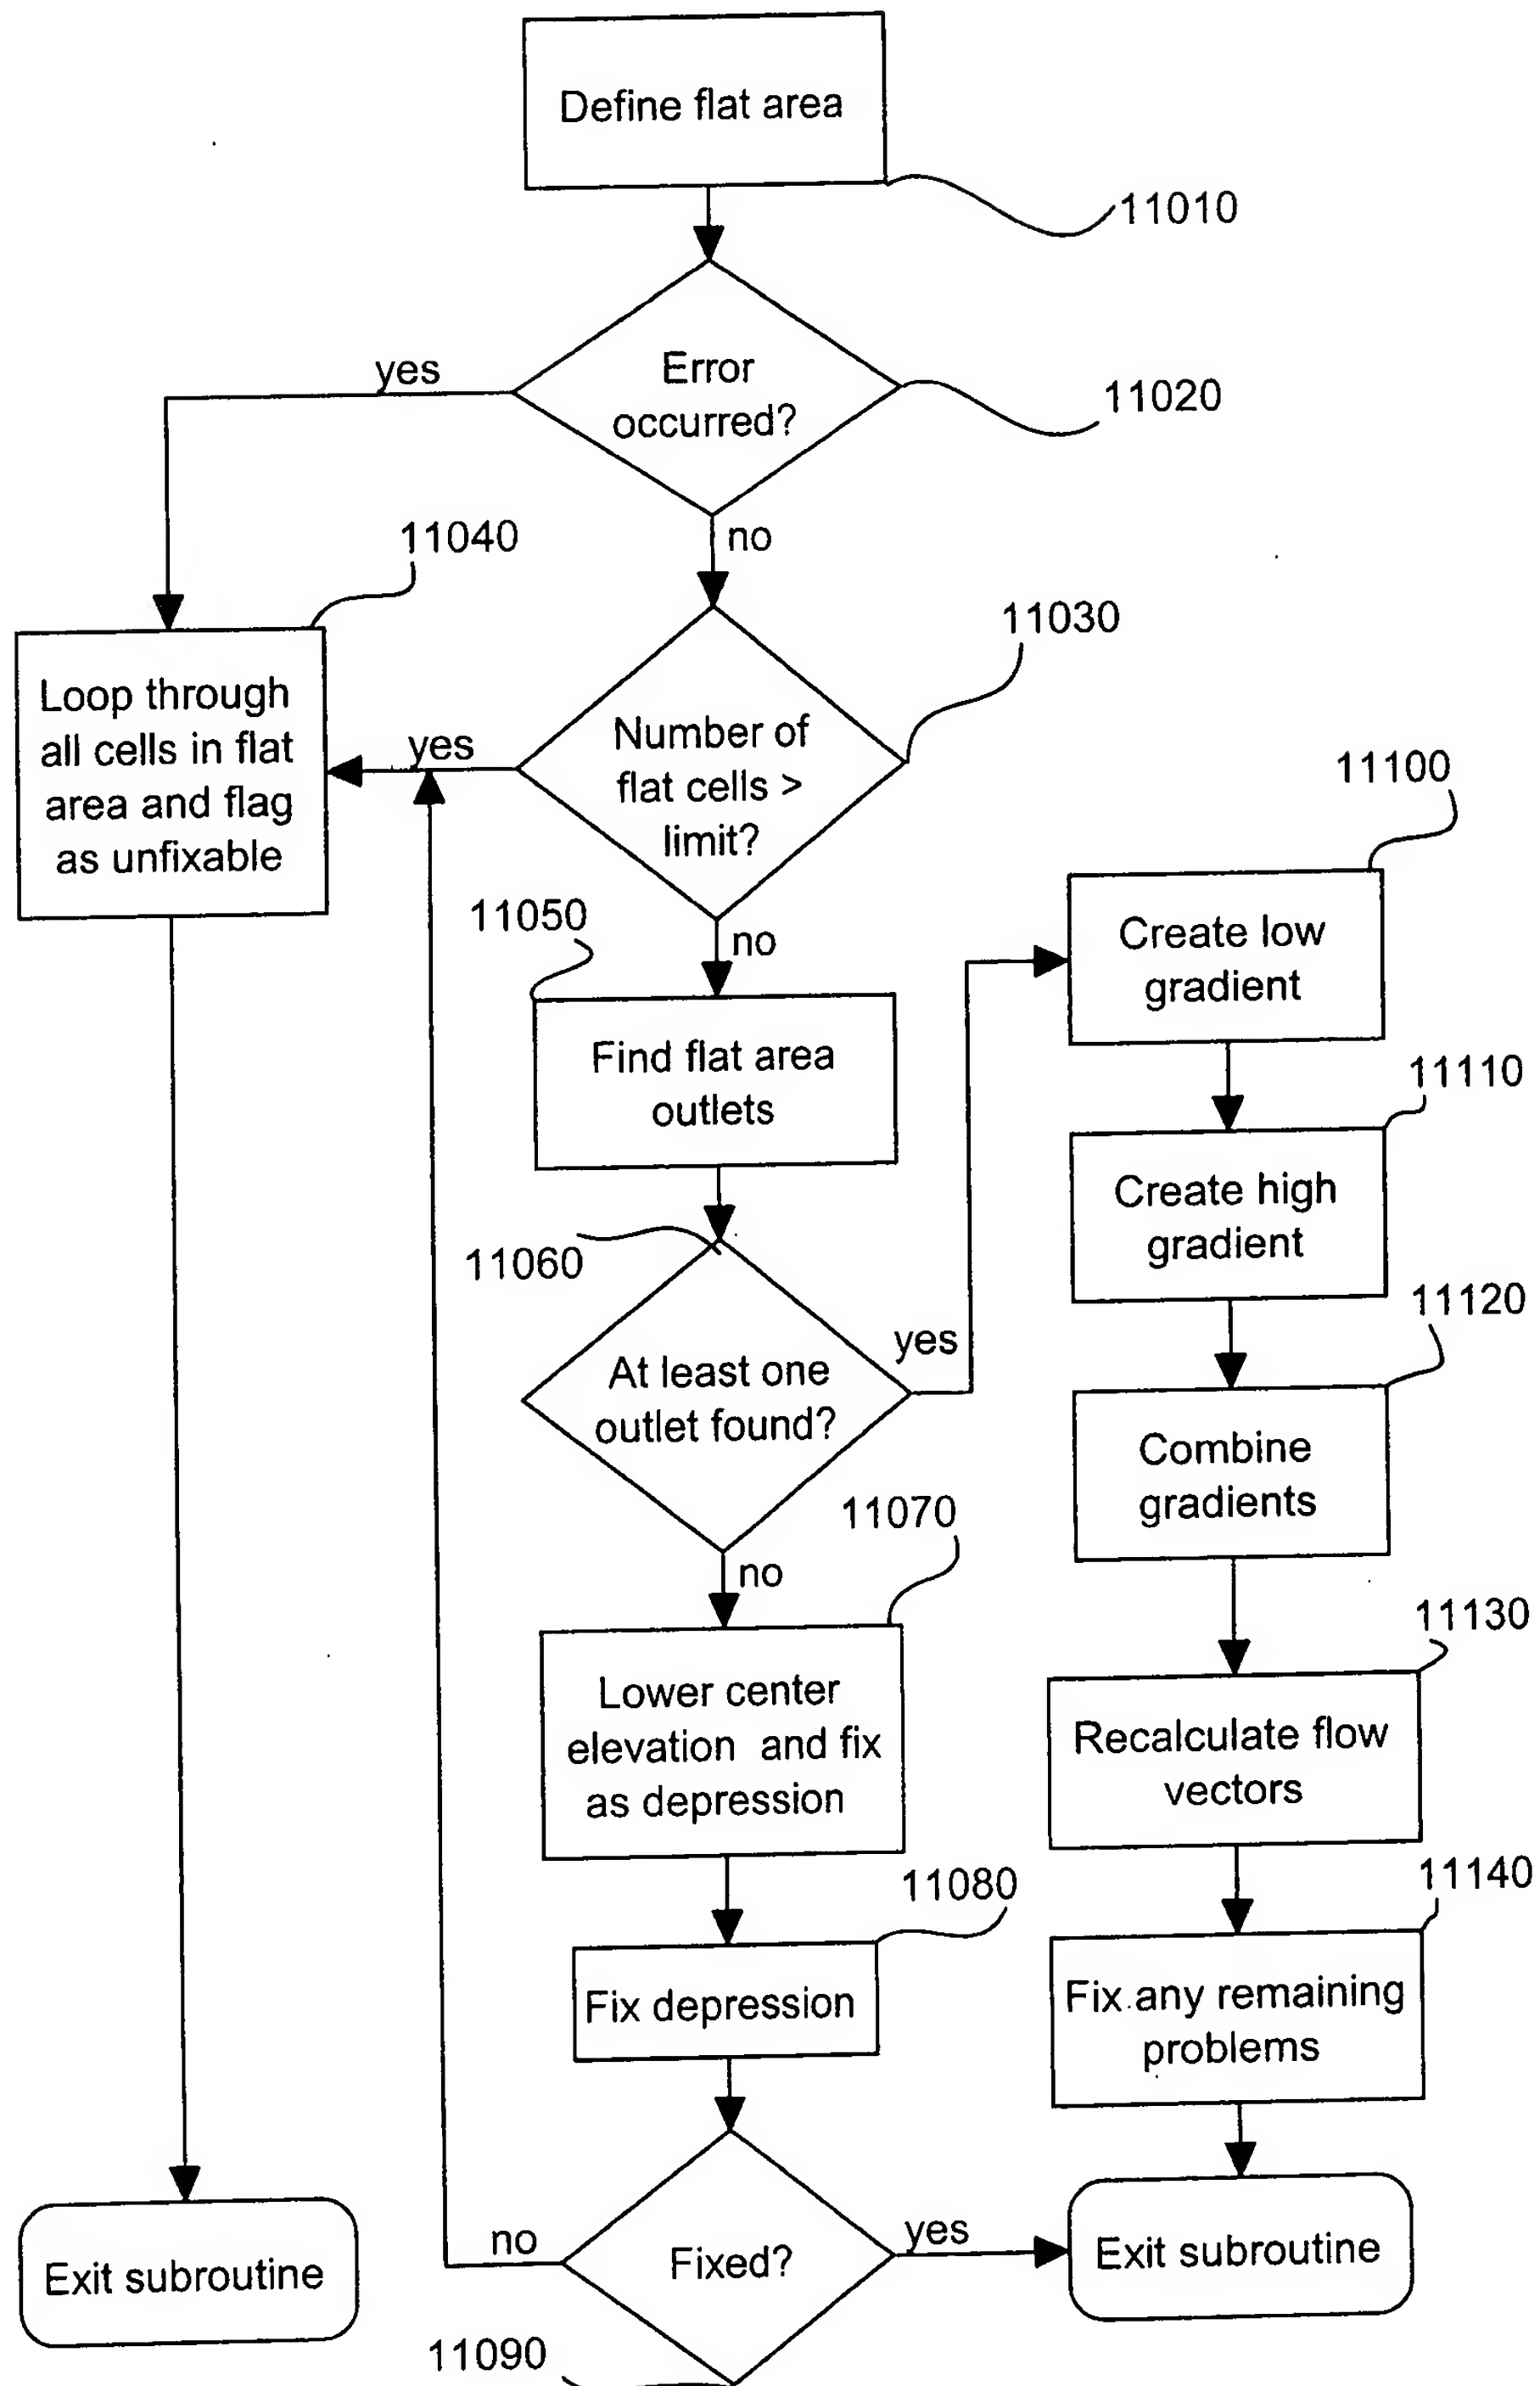 Define flat area
11010
yes
Error
occurred?
11020
no
11040
11030
Loop through
all cells in flat
area and flag
as unfixable
yes
Number of
flat cells >
limit?
11100
11050
no
Create low
gradient
Find flat area
outlets
11110
Create high
gradient
11060
11120
yes
At least one
outlet found?
Combine
gradients
11070
no
11130
Lower center
elevation and fix
as depression
Recalculate flow
vectors
11080
11140
Fix depression
Fix any remaining
problems
no
yes
Exit subroutine
Fixed?
Exit subroutine
11090